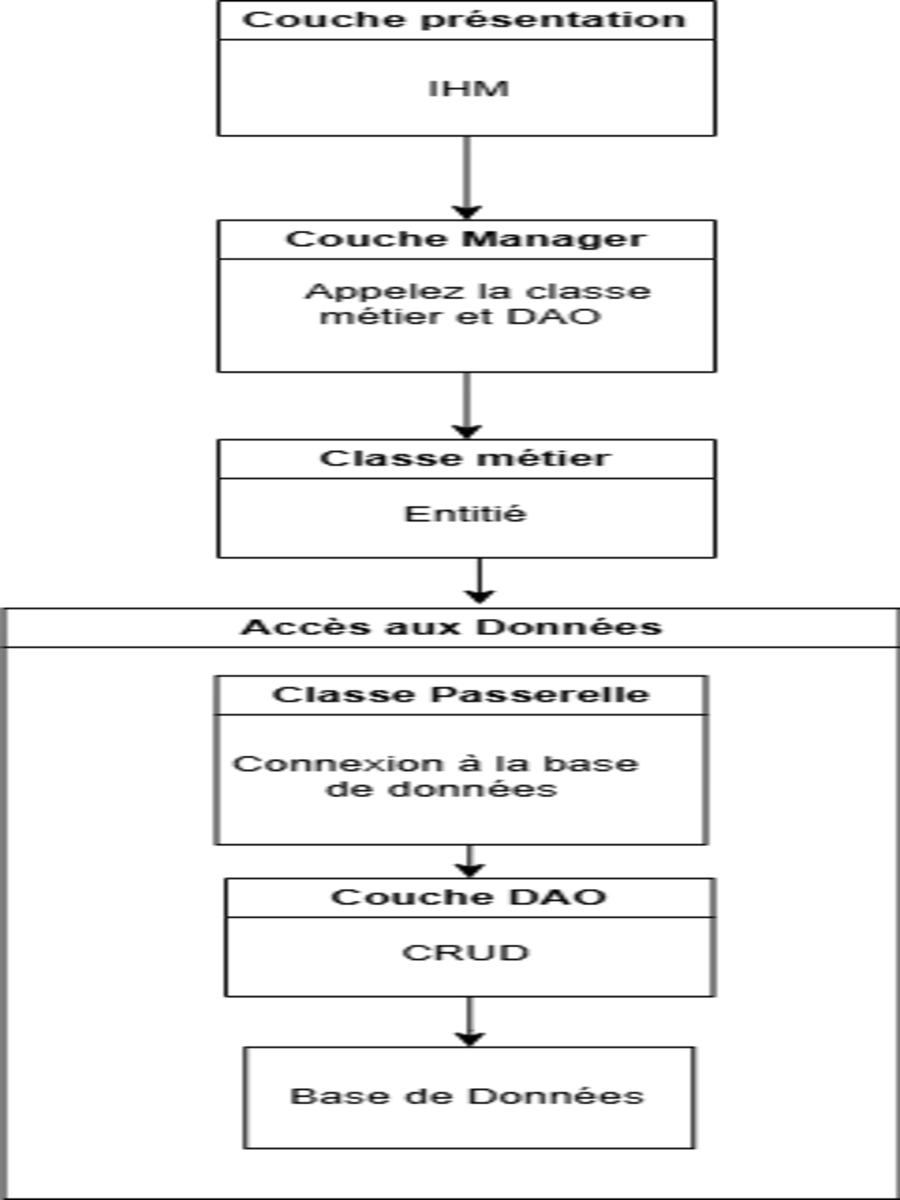 Couche présentation
IHM
Couche Manager
Appelez la classe
métier et DAO
Classe métier
Entitié
Accès aux Données
Classe Passerelle
Connexion à la base
de données
Couche DAO
CRUD
Base de Données